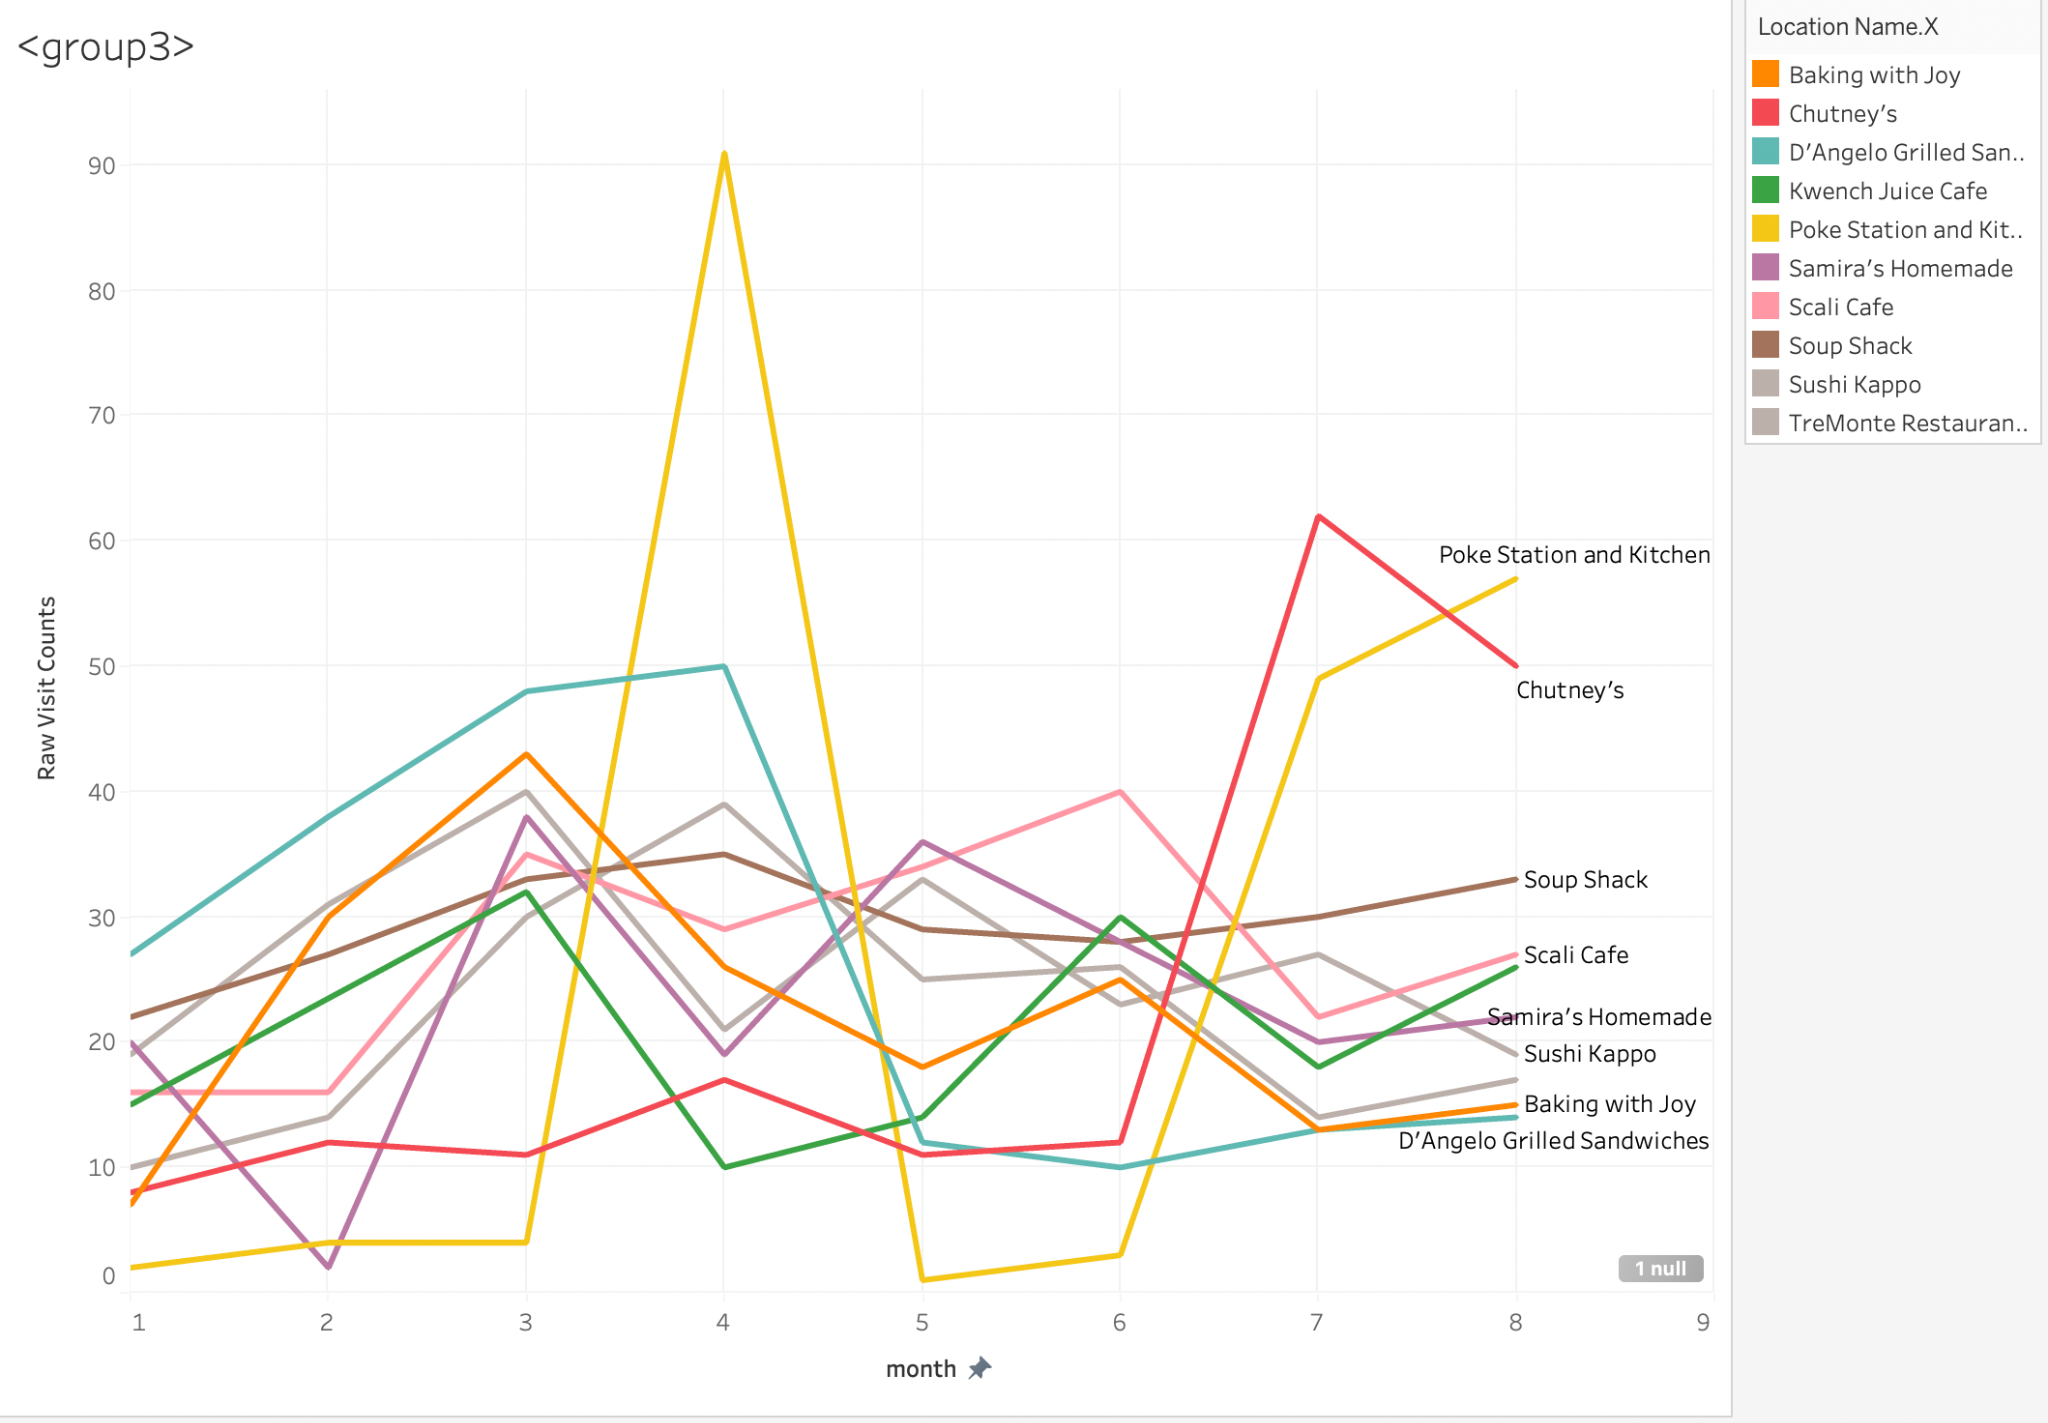 <group3>
Location Name.X
Baking with Joy
Chutney's
D'Angelo Grilled San..
Kwench Juice Cafe
Poke Station and Kit..
Samira's Homemade
Scali Cafe
Soup Shack
Sushi Kappo
TreMonte Restauran..
Raw Visit Counts
90
80
70
60
50
40
30
20
10
0
Poke Station and Kitchen
Chutney's
Soup Shack
Scali Cafe
Samira's Homemade
Sushi Kappo
Baking with Joy
D'Angelo Grilled Sandwiches
1 null
1 2 3 4 5 6 7 8 9
month